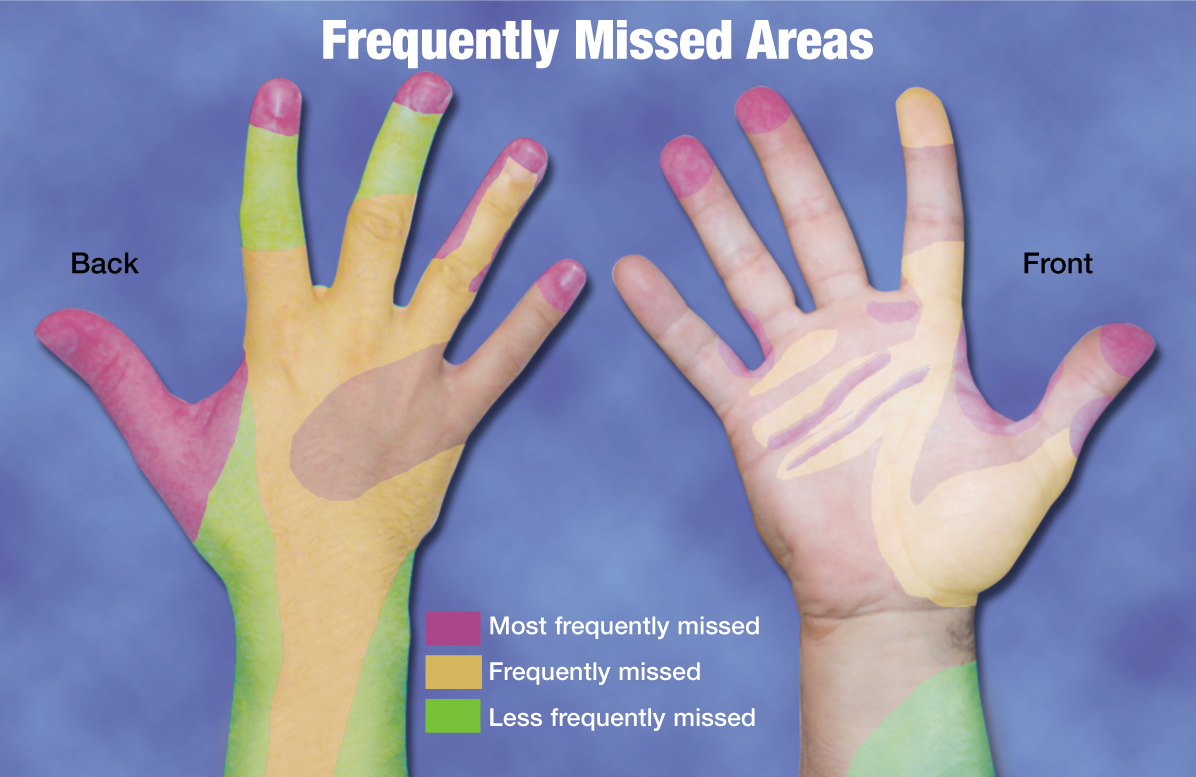 Frequently Missed Areas
Back
Front
Most frequently missed
Frequently missed
Less frequently missed